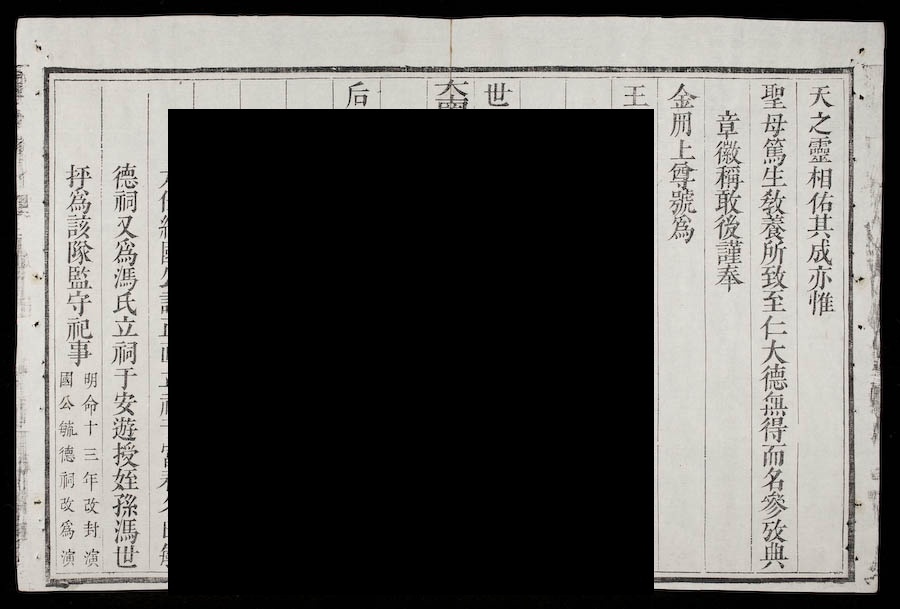 天之靈相佑其成亦惟
聖母篤生教養所致至仁大德無得而名參攷典
章徽稱敢後謹奉
金冊上尊號爲
王
世
大南
后
德祠又爲馮氏立祠于安遊授姪孫馮世
抨爲該隊監守祀事
明命十三年改封演
國公毓德祠改爲演